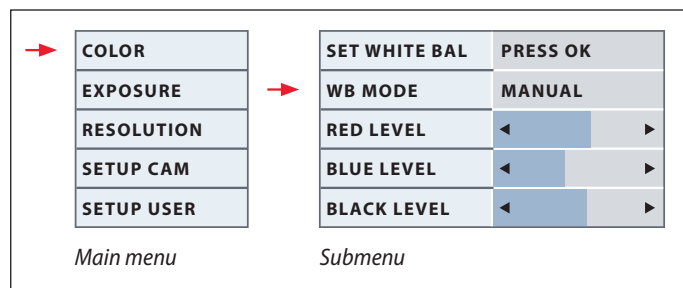 COLOR
EXPOSURE
RESOLUTION
SETUP CAM
SETUP USER
Main menu
SET WHITE BAL PRESS OK
WB MODE MANUAL
RED LEVEL
BLUE LEVEL
BLACK LEVEL
Submenu